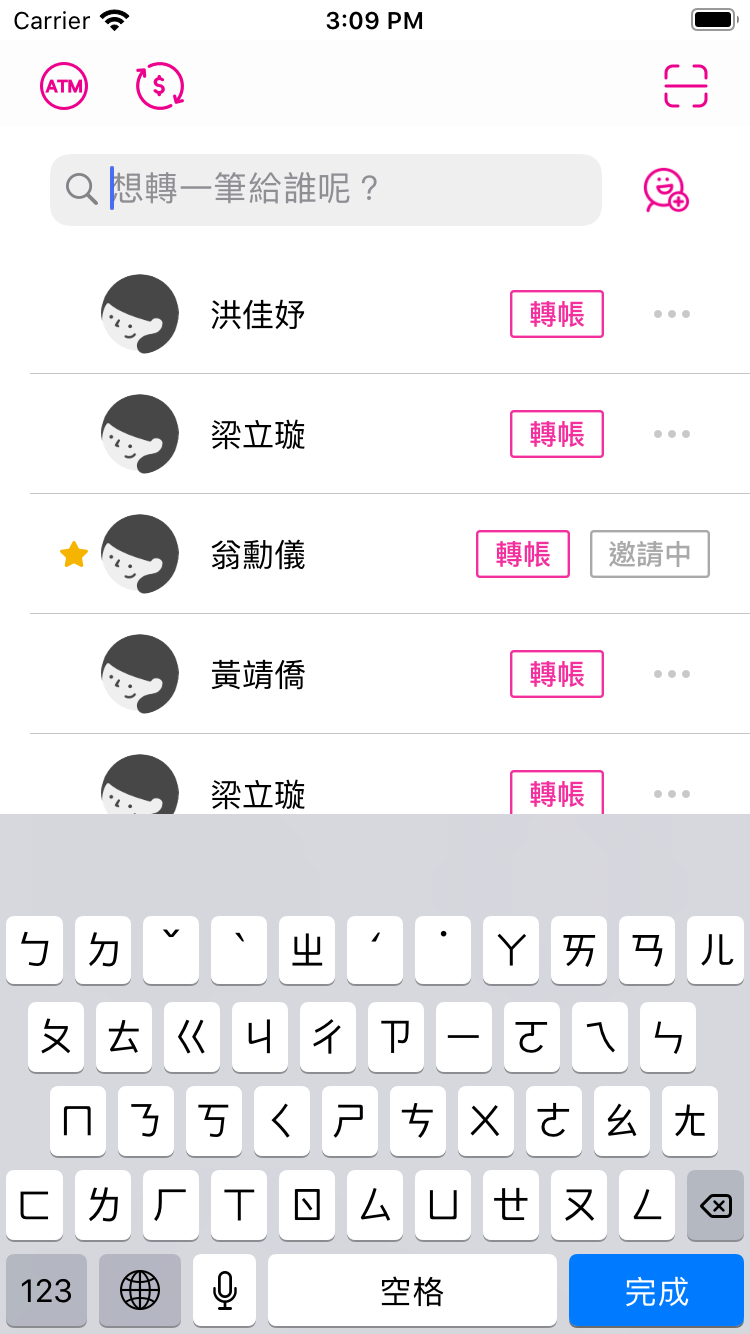 Carrier 3:09 PM
ATM $
想轉一筆給誰呢？
洪佳妤 轉帳
梁立璇 轉帳
翁勳儀 轉帳 邀請中
黃靖僑 轉帳
梁立璇 轉帳
ㄅ ㄉ ˇ ˋ ㄓ ˊ ˙ ㄚ ㄞ ㄢ ㄦ
ㄆ ㄊ ㄍ ㄐ ㄔ ㄗ ㄧ ㄛ ㄟ ㄣ
ㄇ ㄋ ㄎ ㄑ ㄕ ㄘ ㄨ ㄜ ㄠ ㄤ
ㄈ ㄌ ㄏ ㄒ ㄖ ㄙ ㄩ ㄝ ㄡ ㄥ
123 空格 完成